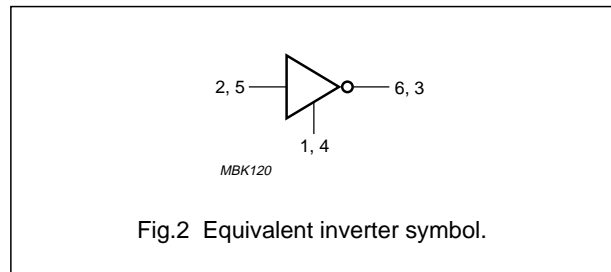 2, 5
6, 3
1, 4
MBK120
Fig.2 Equivalent inverter symbol.